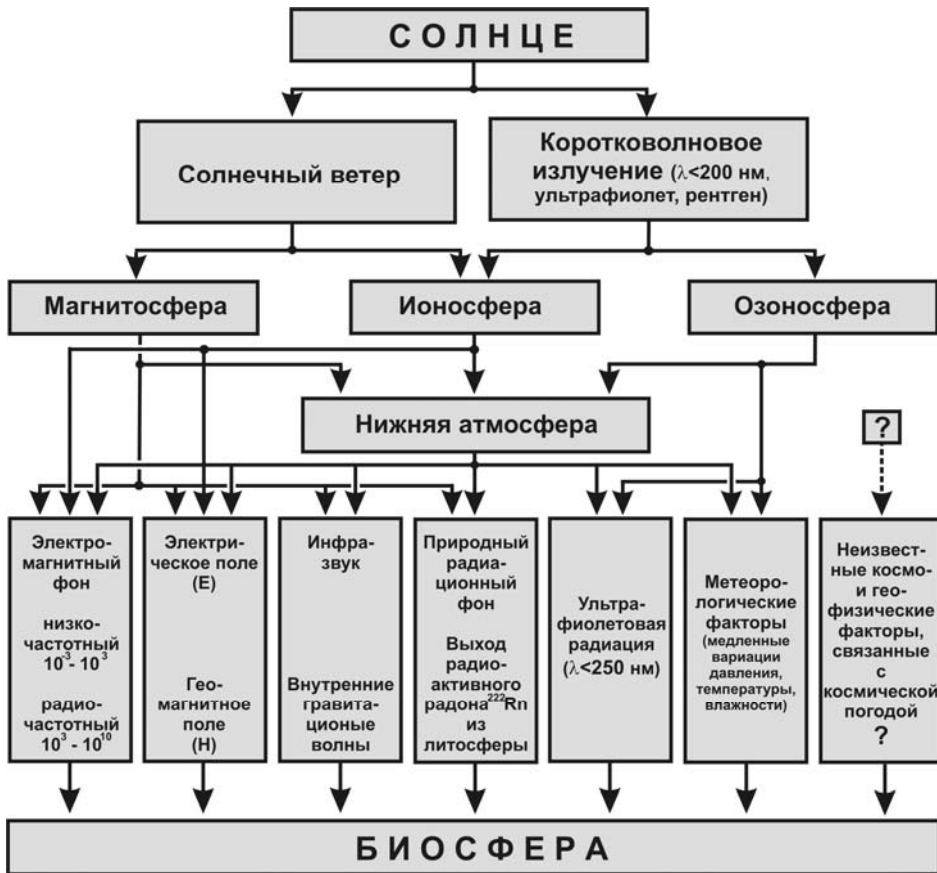 СОЛНЦЕ
Солнечный ветер
Коротковолновое
излучение (λ<200 нм,
ультрафиолет, рентген)
Магнитосфера
Ионосфера
Озоносфера
Нижняя атмосфера
?
Электро-
магнитный
фон
низко-
частотный
10⁻³ - 10³
радио-
частотный
10³ - 10¹⁰
Электри-
ческое поле
(Е)
Гео-
магнитное
поле
(Н)
Инфра-
звук
Внутренние
гравита-
ционые
волны
Природный
радиа-
ционный
фон
Выход
радио-
активного
радона²²²Rn
из
литосферы
Ультра-
фиолетовая
радиация
(λ<250 нм)
Метеоро-
логические
факторы
(медленные
вариации
давления,
температуры,
влажности)
Неизвест-
ные космо-
и гео-
физические
факторы,
связанные
с
космической
погодой
?
БИОСФЕРА